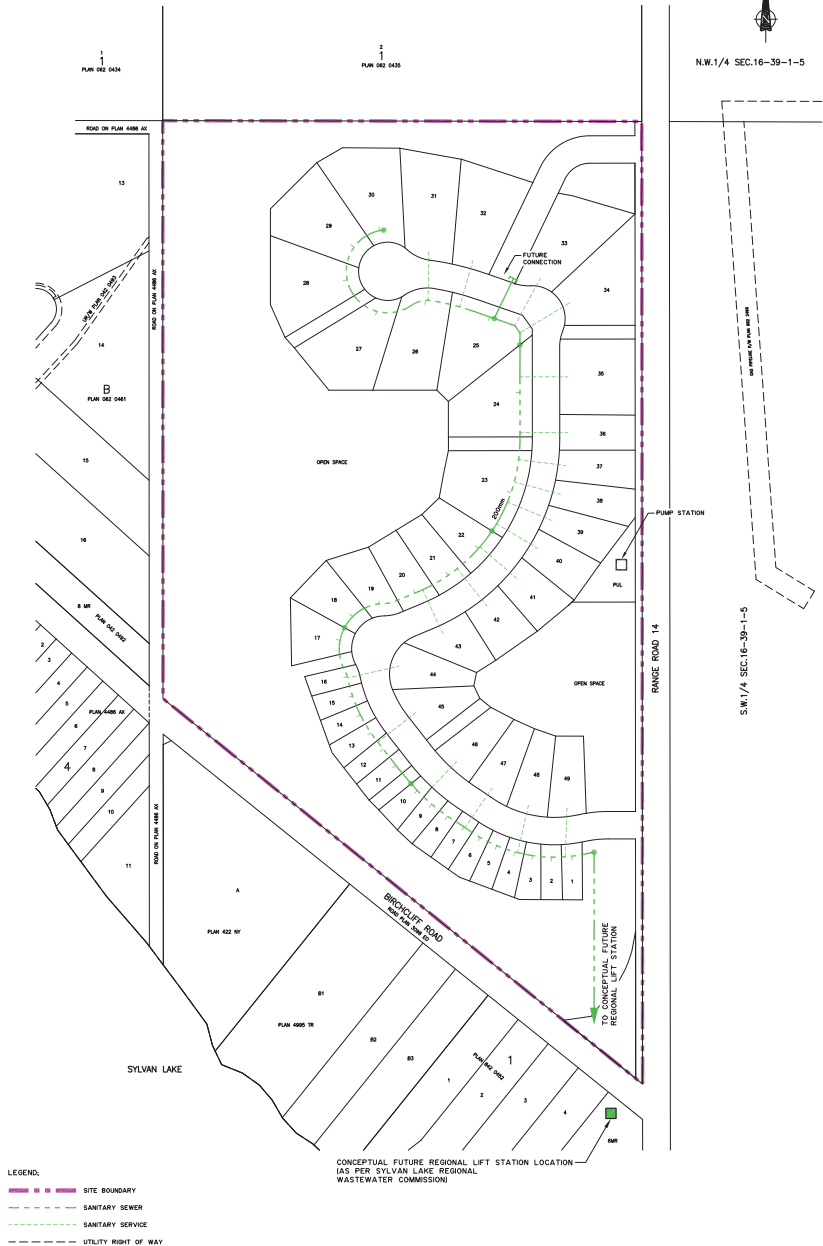 1
1
PLAN 062 0434
2
1
PLAN 062 0435
N
N.W.1/4 SEC.16-39-1-5
ROAD ON PLAN 4486 AX
13
14
B
PLAN 062 0461
15
16
8 MR
PLAN 042 0492
ROAD ON PLAN 4486 AX
30
31
32
29
28
27
26
25
33
34
FUTURE
CONNECTION
35
24
36
37
38
23
39
40
41
42
22
21
20
19
18
17
200mm
OPEN SPACE
PUMP STATION
PUL
43
44
45
46
47
48
49
OPEN SPACE
16
15
14
13
12
11
10
9
8
7
6
5
4
3
2
1
RANGE ROAD 14
S.W.1/4 SEC.16-39-1-5
2
3
4
5
6
7
8
9
10
11
PLAN 4486 AX
4
ROAD ON PLAN 4486 AX
A
PLAN 422 NY
BIRCHCLIFF ROAD
B1
PLAN 4995 TR
B2
B3
1
1
2
3
4
6MR
TO CONCEPTUAL FUTURE
REGIONAL LIFT STATION
SYLVAN LAKE
CONCEPTUAL FUTURE REGIONAL LIFT STATION LOCATION
(AS PER SYLVAN LAKE REGIONAL
WASTEWATER COMMISSION)
LEGEND:
SITE BOUNDARY
SANITARY SEWER
SANITARY SERVICE
UTILITY RIGHT OF WAY